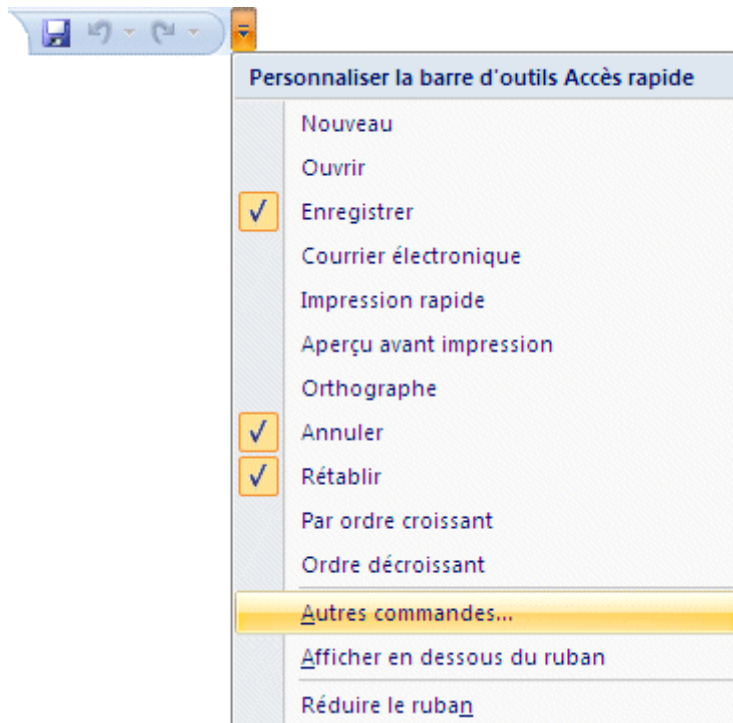 Personnaliser la barre d'outils Accès rapide
Nouveau
Ouvrir
Enregistrer
Courrier électronique
Impression rapide
Aperçu avant impression
Orthographe
Annuler
Rétablir
Par ordre croissant
Ordre décroissant
Autres commandes...
Afficher en dessous du ruban
Réduire le ruban